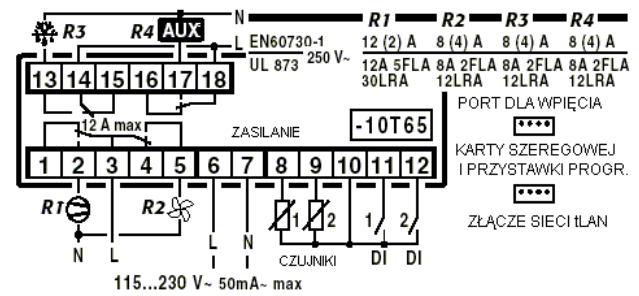 N R1 R2 R3 R4
R3 R4 AUX L EN60730-1 250 V~ 12 (2) A 8 (4) A 8 (4) A 8 (4) A
UL 873 12A 5FLA 8A 2FLA 8A 2FLA 8A 2FLA
30LRA 12LRA 12LRA 12LRA
13 14 15 16 17 18
PORT DLA WPIĘCIA
12 A max ZASILANIE -10T65
KARTY SZEREGOWEJ
I PRZYSTAWKI PROGR.
1 2 3 4 5 6 7 8 9 10 11 12
R1 R2 1 2 1 2
ZŁĄCZE SIECI tLAN
N L L N CZUJNIKI DI DI
115...230 V~ 50mA~ max